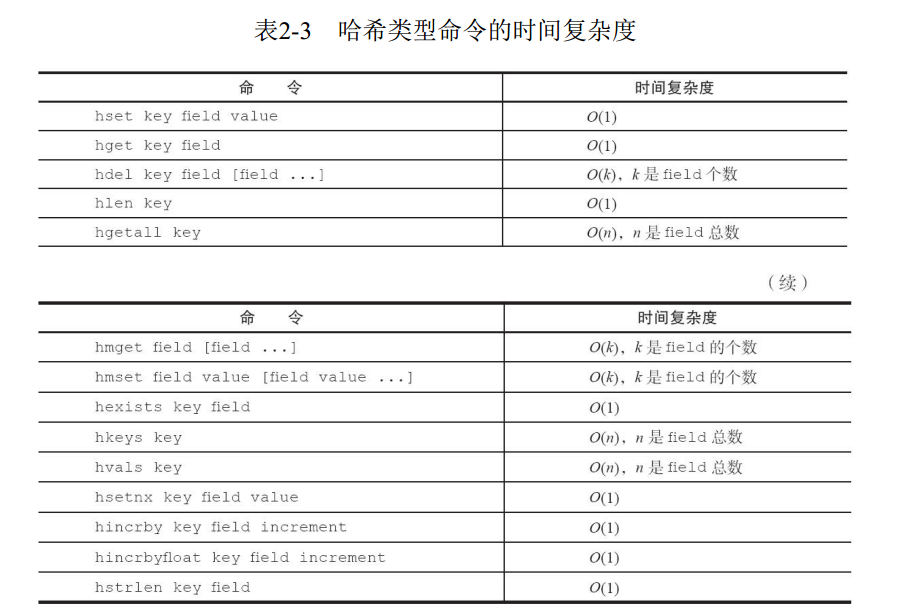 表2-3 哈希类型命令的时间复杂度
命 令 时间复杂度
hset key field value O(1)
hget key field O(1)
hdel key field [field ...] O(k)，k 是 field 个数
hlen key O(1)
hgetall key O(n)，n 是 field 总数
（续）
命 令 时间复杂度
hmget field [field ...] O(k)，k 是 field 的个数
hmset field value [field value ...] O(k)，k 是 field 的个数
hexists key field O(1)
hkeys key O(n)，n 是 field 总数
hvals key O(n)，n 是 field 总数
hsetnx key field value O(1)
hincrby key field increment O(1)
hincrbyfloat key field increment O(1)
hstrlen key field O(1)